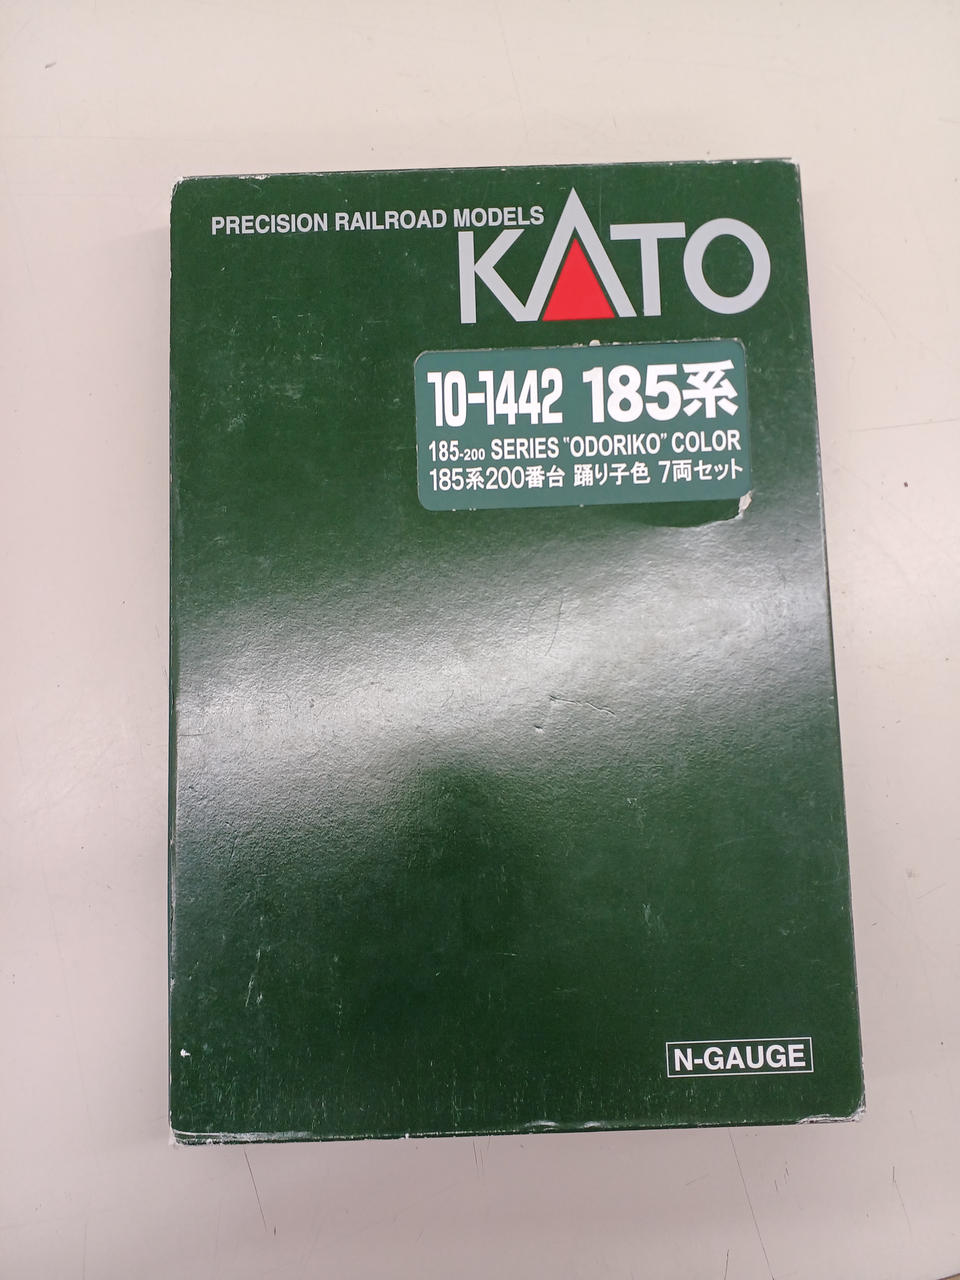 PRECISION RAILROAD MODELS
KATO
10-1442 185系
185-200 SERIES "ODORIKO" COLOR
185系200番台 踊り子色 7両セット
N-GAUGE